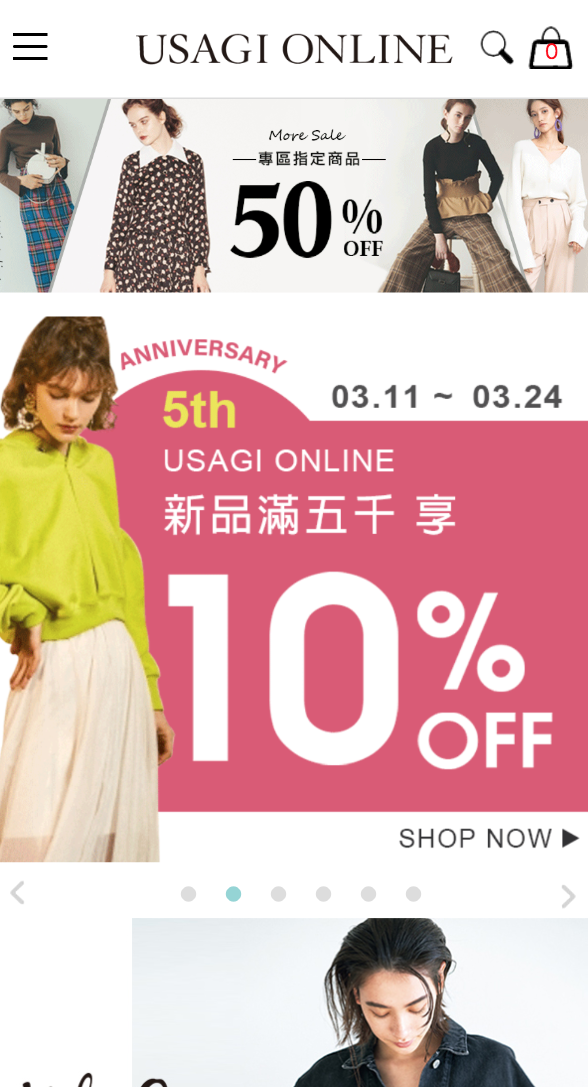 USAGI ONLINE
0
More Sale
專區指定商品
50%
OFF
ANNIVERSARY
5th
03.11 ~ 03.24
USAGI ONLINE
新品滿五千 享
10%
OFF
SHOP NOW